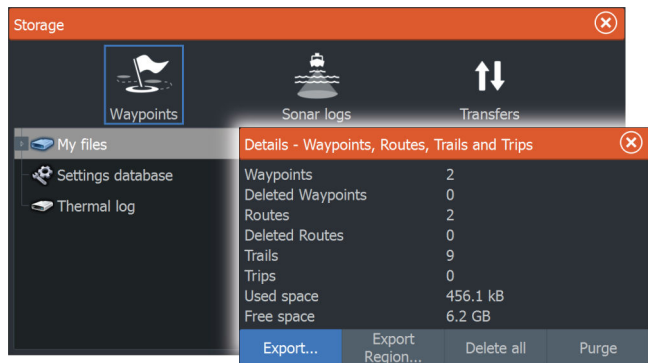 Storage
Waypoints
Sonar logs
Transfers
My files
Settings database
Thermal log
Details - Waypoints, Routes, Trails and Trips
Waypoints 2
Deleted Waypoints 0
Routes 2
Deleted Routes 0
Trails 9
Trips 0
Used space 456.1 kB
Free space 6.2 GB
Export...
Export
Region...
Delete all
Purge